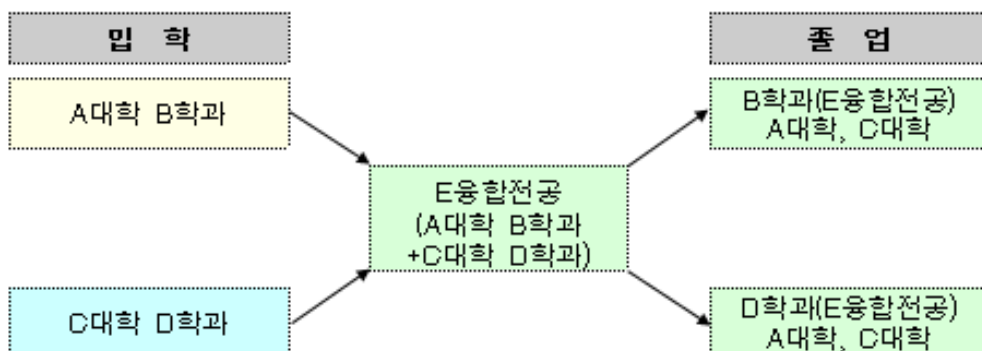 입 학
졸 업
A대학 B학과
B학과(E융합전공)
A대학, C대학
E융합전공
(A대학 B학과
+C대학 D학과)
C대학 D학과
D학과(E융합전공)
A대학, C대학